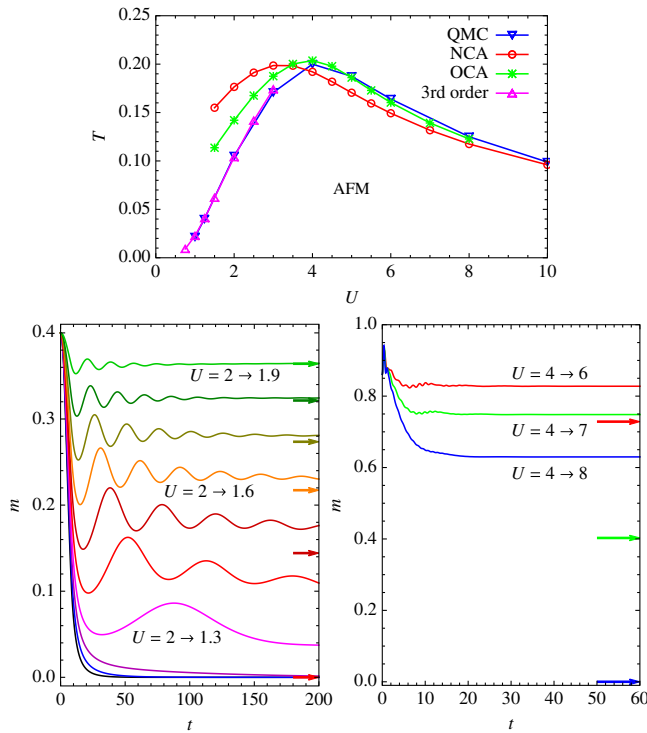 QMC
NCA
OCA
3rd order
0.25
0.20
0.15
0.10
0.05
0.00
T
AFM
0 2 4 6 8 10
U
0.4
0.3
0.2
0.1
0.0
m
U = 2 → 1.9
U = 2 → 1.6
U = 2 → 1.3
0 50 100 150 200
t
1.0
0.8
0.6
0.4
0.2
0.0
m
U = 4 → 6
U = 4 → 7
U = 4 → 8
0 10 20 30 40 50 60
t